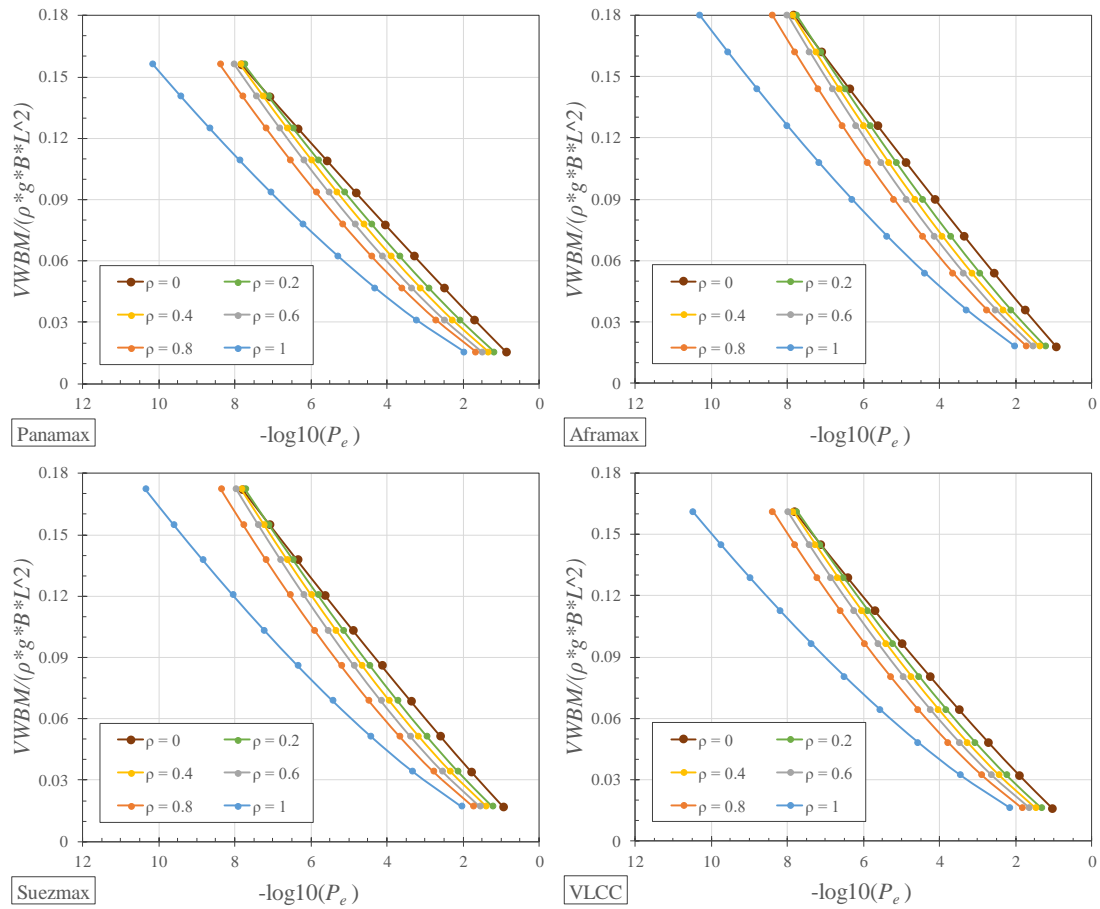 0.18
0.15
0.12
0.09
0.06
0.03
0
VWBM/(ρ*g*B*L^2)
ρ = 0 ρ = 0.2
ρ = 0.4 ρ = 0.6
ρ = 0.8 ρ = 1
12 10 8 6 4 2 0
Panamax -log10(P_e)
0.18
0.15
0.12
0.09
0.06
0.03
0
VWBM/(ρ*g*B*L^2)
ρ = 0 ρ = 0.2
ρ = 0.4 ρ = 0.6
ρ = 0.8 ρ = 1
12 10 8 6 4 2 0
Aframax -log10(P_e)
0.18
0.15
0.12
0.09
0.06
0.03
0
VWBM/(ρ*g*B*L^2)
ρ = 0 ρ = 0.2
ρ = 0.4 ρ = 0.6
ρ = 0.8 ρ = 1
12 10 8 6 4 2 0
Suezmax -log10(P_e)
0.18
0.15
0.12
0.09
0.06
0.03
0
VWBM/(ρ*g*B*L^2)
ρ = 0 ρ = 0.2
ρ = 0.4 ρ = 0.6
ρ = 0.8 ρ = 1
12 10 8 6 4 2 0
VLCC -log10(P_e)